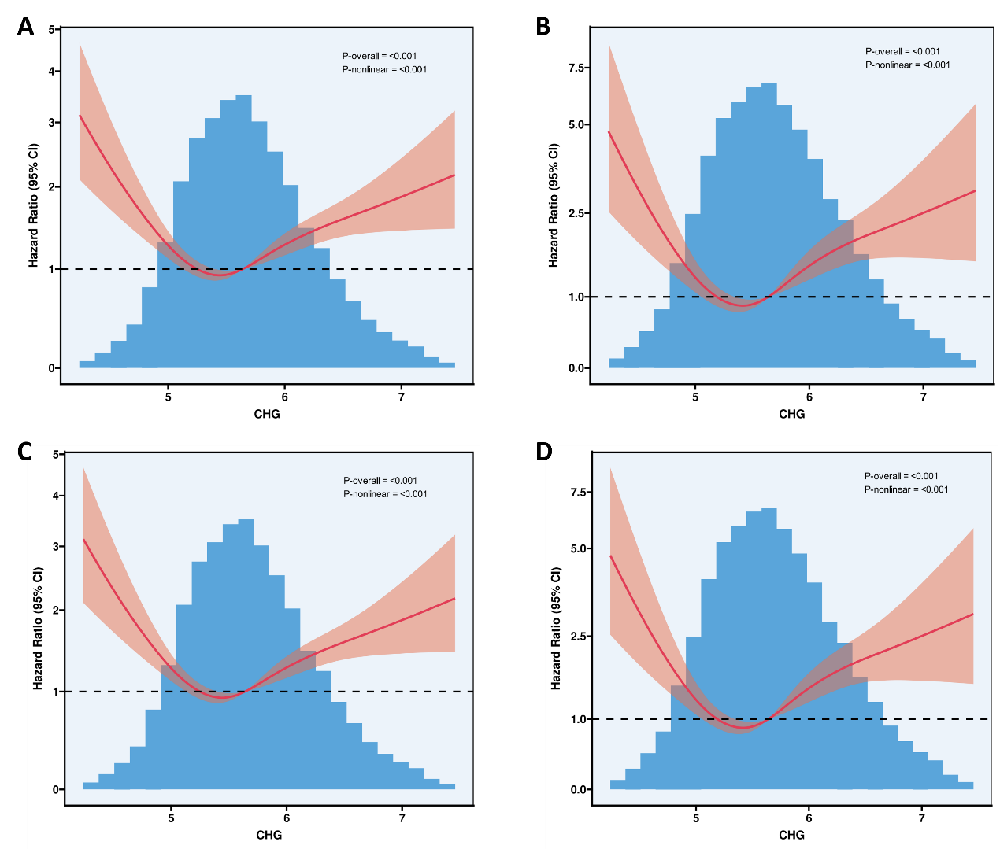 A
5
4
3
2
1
0
Hazard Ratio (95% CI)
P-overall = <0.001
P-nonlinear = <0.001
5 6 7
CHG
B
7.5
5.0
2.5
1.0
0.0
Hazard Ratio (95% CI)
P-overall = <0.001
P-nonlinear = <0.001
5 6 7
CHG
C
5
4
3
2
1
0
Hazard Ratio (95% CI)
P-overall = <0.001
P-nonlinear = <0.001
5 6 7
CHG
D
7.5
5.0
2.5
1.0
0.0
Hazard Ratio (95% CI)
P-overall = <0.001
P-nonlinear = <0.001
5 6 7
CHG